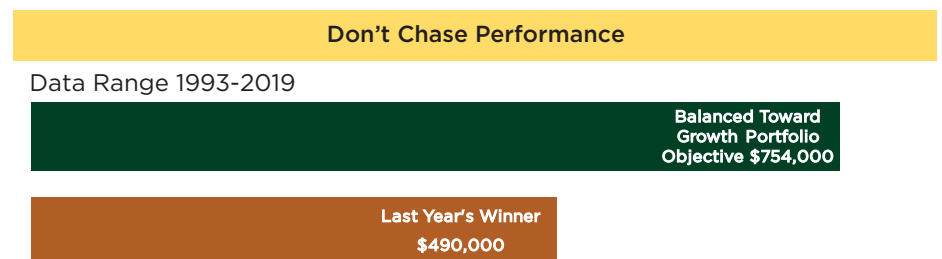 Don’t Chase Performance
Data Range 1993-2019
Balanced Toward
Growth Portfolio
Objective $754,000
Last Year's Winner
$490,000